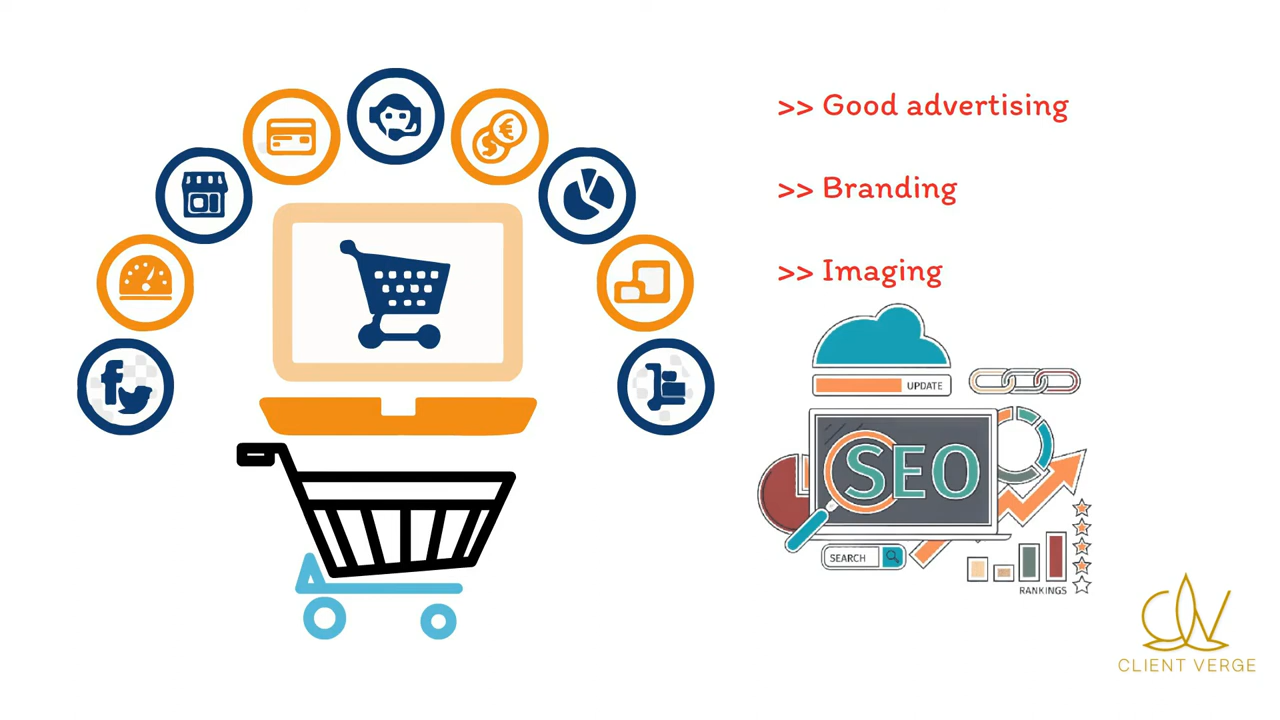 >> Good advertising
>> Branding
>> Imaging
UPDATE
SEO
SEARCH
RANKINGS
CLIENT VERGE